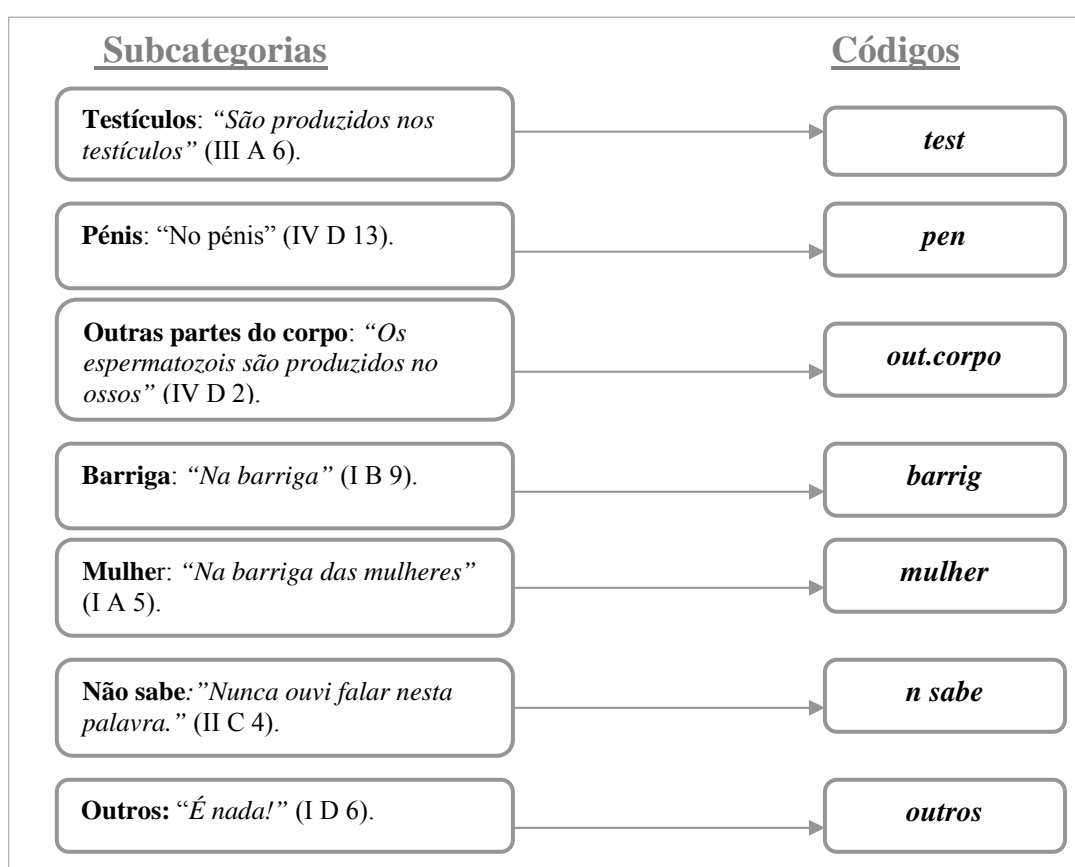 Subcategorias
Códigos
Testículos: “São produzidos nos
testículos” (III A 6).
test
Pénis: “No pénis” (IV D 13).
pen
Outras partes do corpo: “Os
espermatozois são produzidos no
ossos” (IV D 2).
out.corpo
Barriga: “Na barriga” (I B 9).
barrig
Mulher: “Na barriga das mulheres”
(I A 5).
mulher
Não sabe:”Nunca ouvi falar nesta
palavra.” (II C 4).
n sabe
Outros: “É nada!” (I D 6).
outros